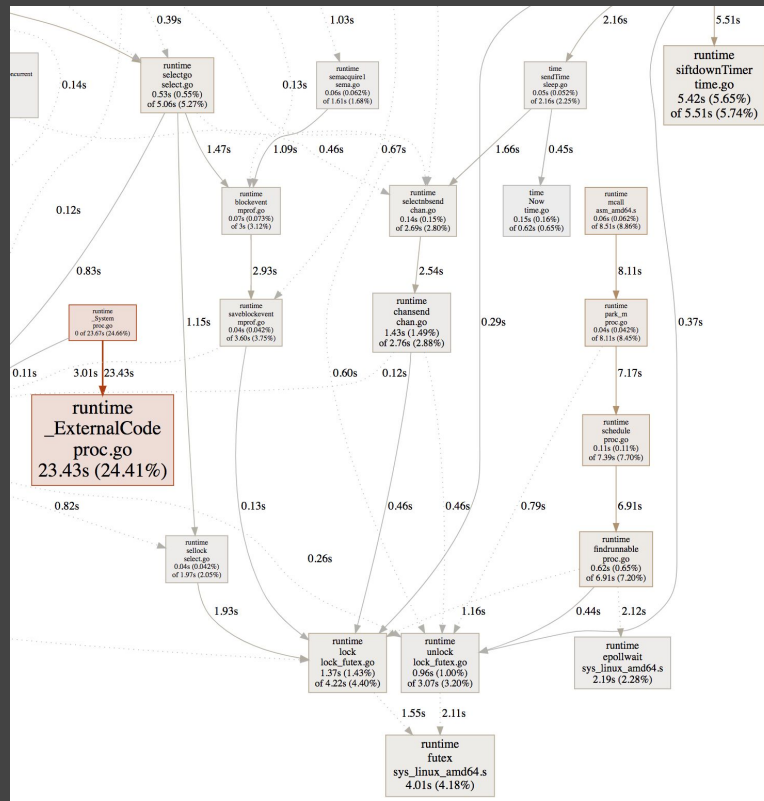 0.39s
1.03s
2.16s
5.51s
oncurrent
0.14s
runtime
selectgo
select.go
0.53s (0.55%)
of 5.06s (5.27%)
0.13s
runtime
semacquire1
sema.go
0.06s (0.062%)
of 1.61s (1.68%)
time
sendTime
sleep.go
0.05s (0.052%)
of 2.16s (2.25%)
runtime
siftdownTimer
time.go
5.42s (5.65%)
of 5.51s (5.74%)
1.47s
1.09s
0.46s
0.67s
1.66s
0.45s
0.12s
runtime
blockevent
mprof.go
0.07s (0.073%)
of 3s (3.12%)
runtime
selectnbsend
chan.go
0.14s (0.15%)
of 2.69s (2.80%)
time
Now
time.go
0.15s (0.16%)
of 0.62s (0.65%)
runtime
mcall
asm_amd64.s
0.06s (0.062%)
of 8.51s (8.86%)
0.83s
2.93s
2.54s
8.11s
runtime
_System
proc.go
0 of 23.67s (24.66%)
1.15s
runtime
saveblockevent
mprof.go
0.04s (0.042%)
of 3.60s (3.75%)
runtime
chansend
chan.go
1.43s (1.49%)
of 2.76s (2.88%)
0.29s
runtime
park_m
proc.go
0.04s (0.042%)
of 8.11s (8.45%)
0.37s
0.11s
3.01s
23.43s
0.60s
0.12s
7.17s
runtime
_ExternalCode
proc.go
23.43s (24.41%)
runtime
schedule
proc.go
0.11s (0.11%)
of 7.39s (7.70%)
0.82s
0.13s
0.46s
0.46s
0.79s
6.91s
runtime
sellock
select.go
0.04s (0.042%)
of 1.97s (2.05%)
0.26s
runtime
findrunnable
proc.go
0.62s (0.65%)
of 6.91s (7.20%)
1.93s
1.16s
0.44s
2.12s
runtime
lock
lock_futex.go
1.37s (1.43%)
of 4.22s (4.40%)
runtime
unlock
lock_futex.go
0.96s (1.00%)
of 3.07s (3.20%)
runtime
epollwait
sys_linux_amd64.s
2.19s (2.28%)
1.55s
2.11s
runtime
futex
sys_linux_amd64.s
4.01s (4.18%)